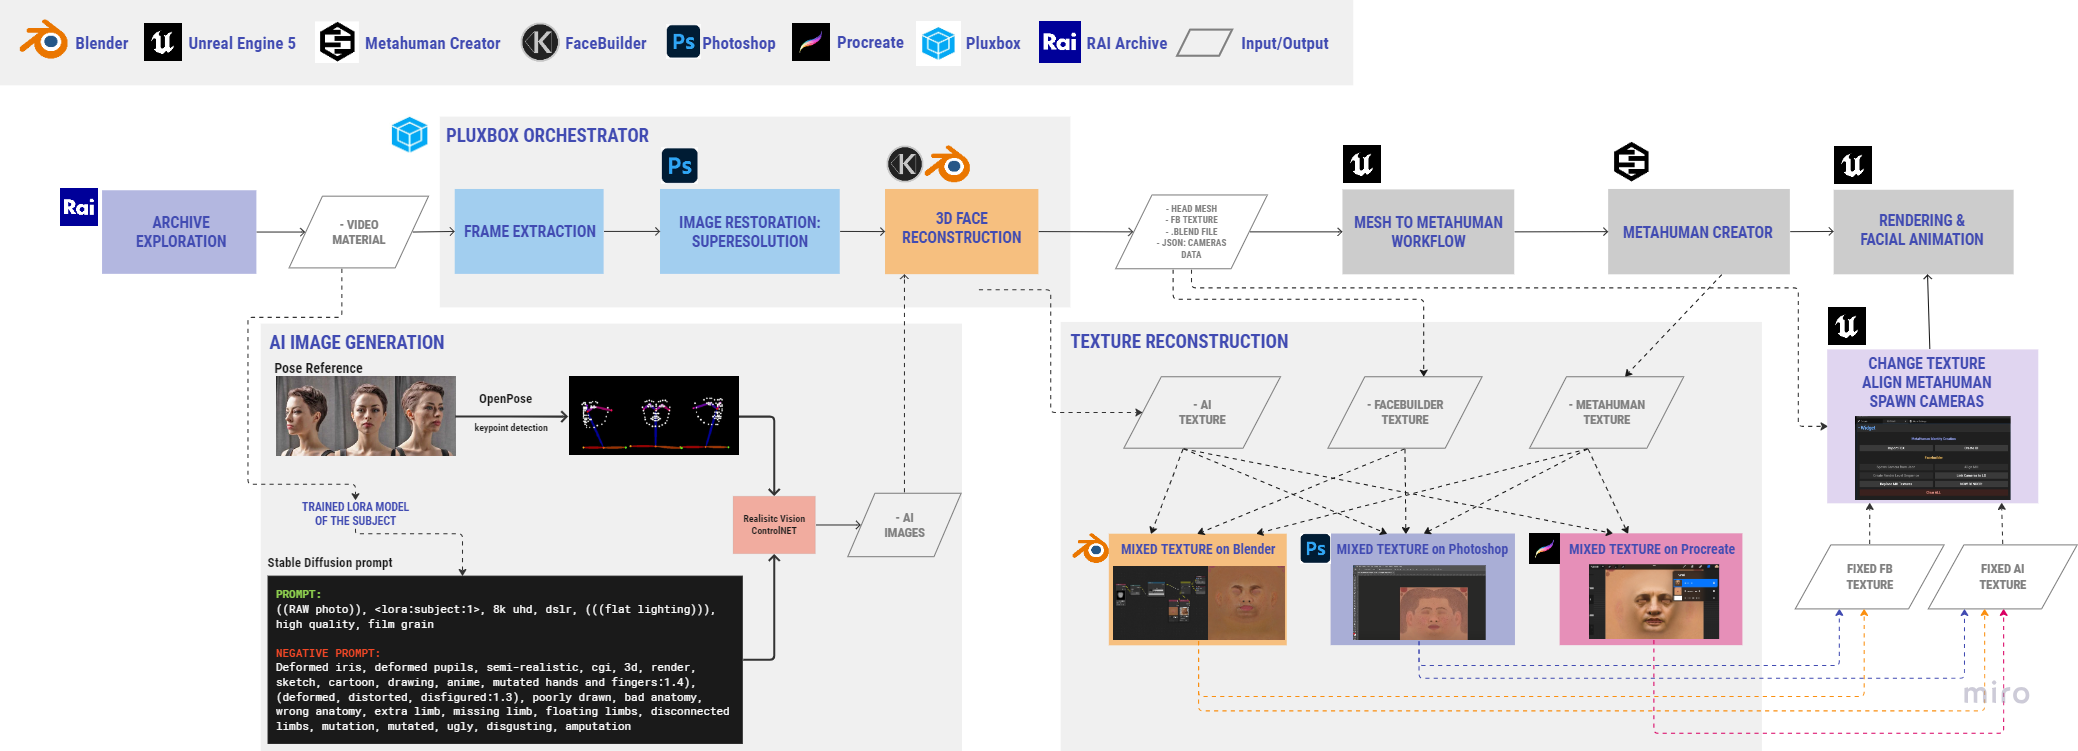 Blender
Unreal Engine 5
Metahuman Creator
K
FaceBuilder
Ps
Photoshop
Procreate
Pluxbox
Rai
RAI Archive
Input/Output
PLUXBOX ORCHESTRATOR
Ps
K
Rai
ARCHIVE
EXPLORATION
- VIDEO
MATERIAL
FRAME EXTRACTION
IMAGE RESTORATION:
SUPERESOLUTION
3D FACE
RECONSTRUCTION
- HEAD MESH
- FB TEXTURE
- .BLEND FILE
- JSON: CAMERAS
DATA
MESH TO METAHUMAN
WORKFLOW
METAHUMAN CREATOR
RENDERING &
FACIAL ANIMATION
AI IMAGE GENERATION
Pose Reference
OpenPose
keypoint detection
TRAINED LORA MODEL
OF THE SUBJECT
Realisitc Vision
ControlNET
- AI
IMAGES
Stable Diffusion prompt
PROMPT:
((RAW photo)), <lora:subject:1>, 8k uhd, dslr, (((flat lighting))),
high quality, film grain
NEGATIVE PROMPT:
Deformed iris, deformed pupils, semi-realistic, cgi, 3d, render,
sketch, cartoon, drawing, anime, mutated hands and fingers:1.4),
(deformed, distorted, disfigured:1.3), poorly drawn, bad anatomy,
wrong anatomy, extra limb, missing limb, floating limbs, disconnected
limbs, mutation, mutated, ugly, disgusting, amputation
TEXTURE RECONSTRUCTION
- AI
TEXTURE
- FACEBUILDER
TEXTURE
- METAHUMAN
TEXTURE
MIXED TEXTURE on Blender
Ps
MIXED TEXTURE on Photoshop
MIXED TEXTURE on Procreate
CHANGE TEXTURE
ALIGN METAHUMAN
SPAWN CAMERAS
FIXED FB
TEXTURE
FIXED AI
TEXTURE
miro